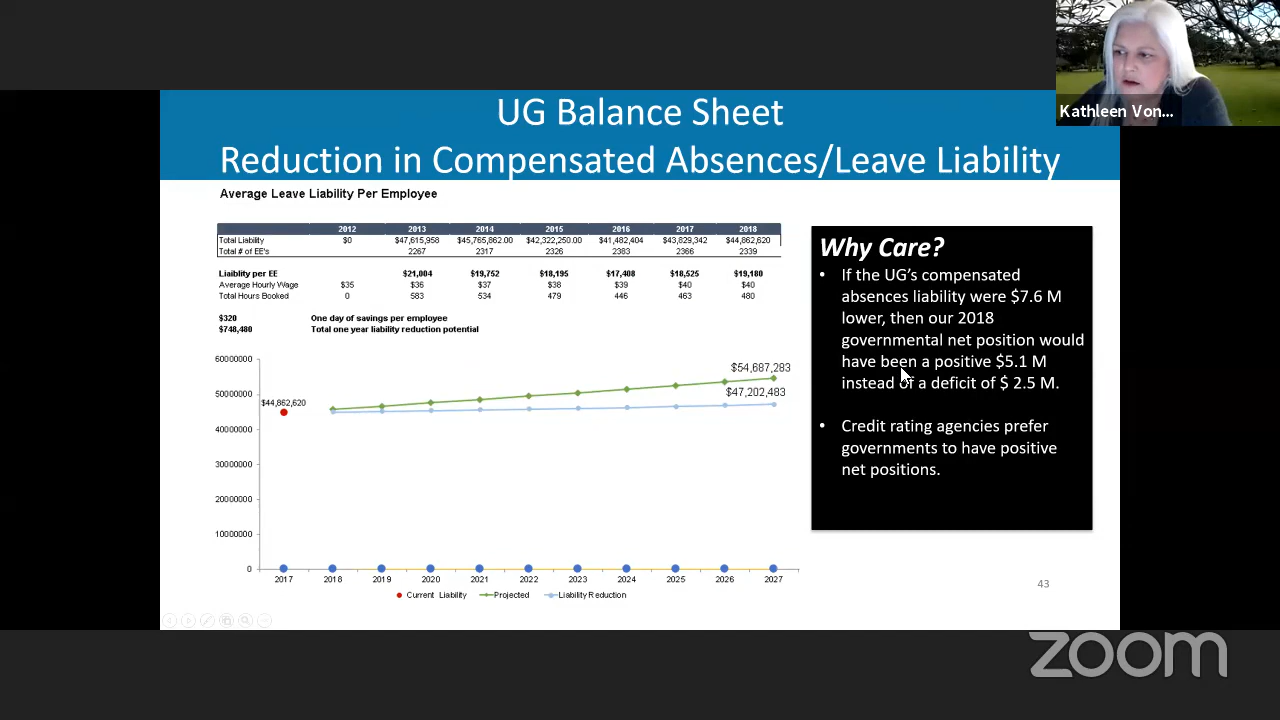 Kathleen Von...
UG Balance Sheet
Reduction in Compensated Absences/Leave Liability
Average Leave Liability Per Employee
2012 2013 2014 2015 2016 2017 2018
Total Liability $0 $47,615,958 $45,765,862.00 $42,322,250.00 $41,482,404 $43,829,342 $44,862,620
Total # of EE's 2267 2317 2326 2383 2366 2339
Liaiblity per EE $21,004 $19,752 $18,195 $17,408 $18,525 $19,180
Average Hourly Wage $35 $36 $37 $38 $39 $40 $40
Total Hours Booked 0 583 534 479 446 463 480
$320 One day of savings per employee
$748,480 Total one year liability reduction potential
60000000
50000000
40000000
30000000
20000000
10000000
0
$44,862,620
$54,687,283
$47,202,483
2017 2018 2019 2020 2021 2022 2023 2024 2025 2026 2027
Current Liability Projected Liability Reduction
Why Care?
• If the UG's compensated
absences liability were $7.6 M
lower, then our 2018
governmental net position would
have been a positive $5.1 M
instead of a deficit of $ 2.5 M.
• Credit rating agencies prefer
governments to have positive
net positions.
43
zoom